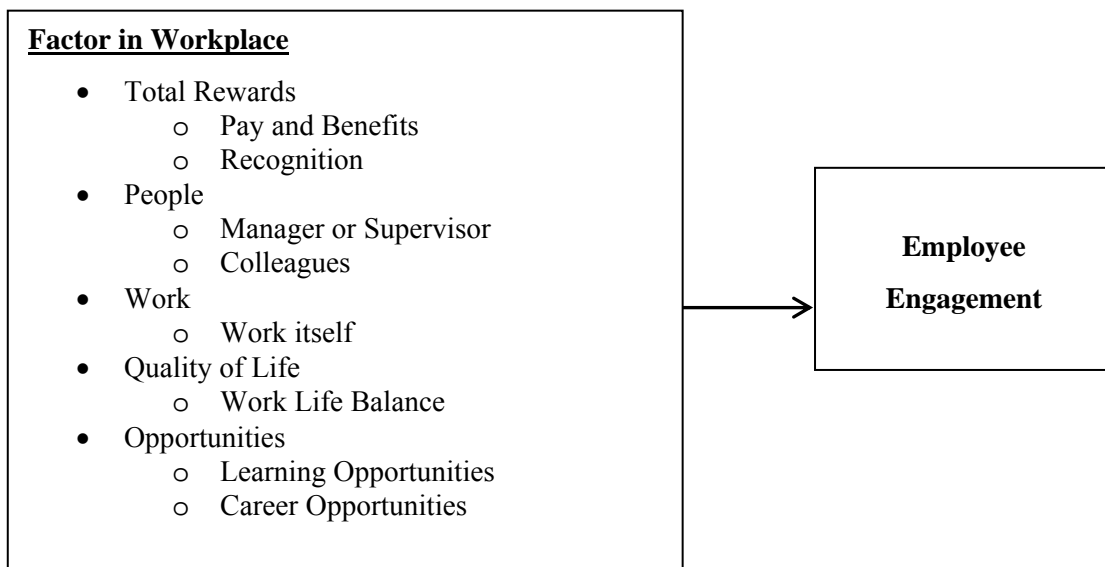 Factor in Workplace
• Total Rewards
o Pay and Benefits
o Recognition
• People
o Manager or Supervisor
o Colleagues
• Work
o Work itself
• Quality of Life
o Work Life Balance
• Opportunities
o Learning Opportunities
o Career Opportunities
Employee
Engagement